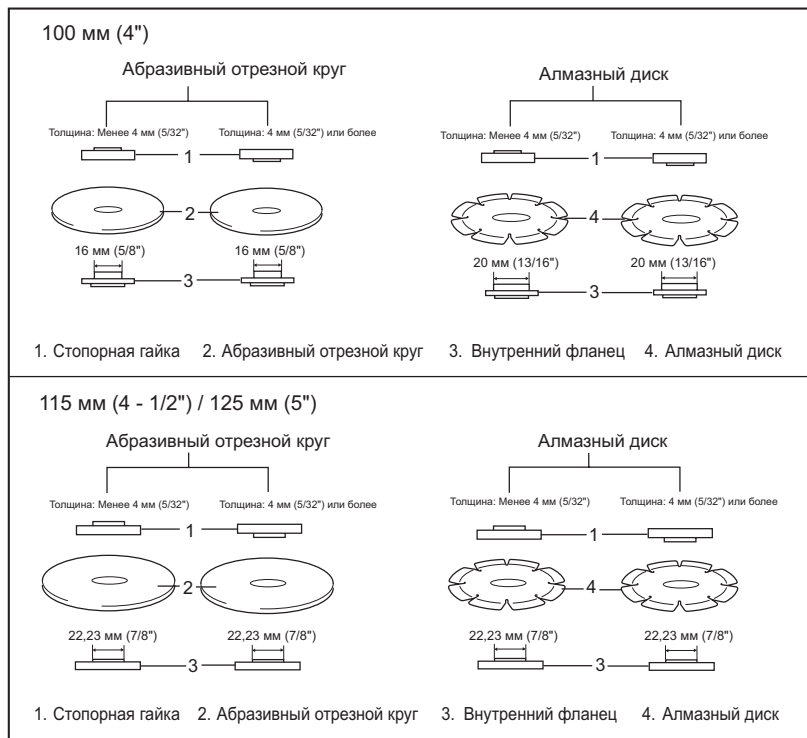 100 мм (4")
Абразивный отрезной круг
Алмазный диск
Толщина: Менее 4 мм (5/32") Толщина: 4 мм (5/32") или более
Толщина: Менее 4 мм (5/32") Толщина: 4 мм (5/32") или более
1
1
2
4
16 мм (5/8") 16 мм (5/8")
20 мм (13/16") 20 мм (13/16")
3
3
1. Стопорная гайка 2. Абразивный отрезной круг 3. Внутренний фланец 4. Алмазный диск
115 мм (4 - 1/2") / 125 мм (5")
Абразивный отрезной круг
Алмазный диск
Толщина: Менее 4 мм (5/32") Толщина: 4 мм (5/32") или более
Толщина: Менее 4 мм (5/32") Толщина: 4 мм (5/32") или более
1
1
2
4
22,23 мм (7/8") 22,23 мм (7/8")
22,23 мм (7/8") 22,23 мм (7/8")
3
3
1. Стопорная гайка 2. Абразивный отрезной круг 3. Внутренний фланец 4. Алмазный диск